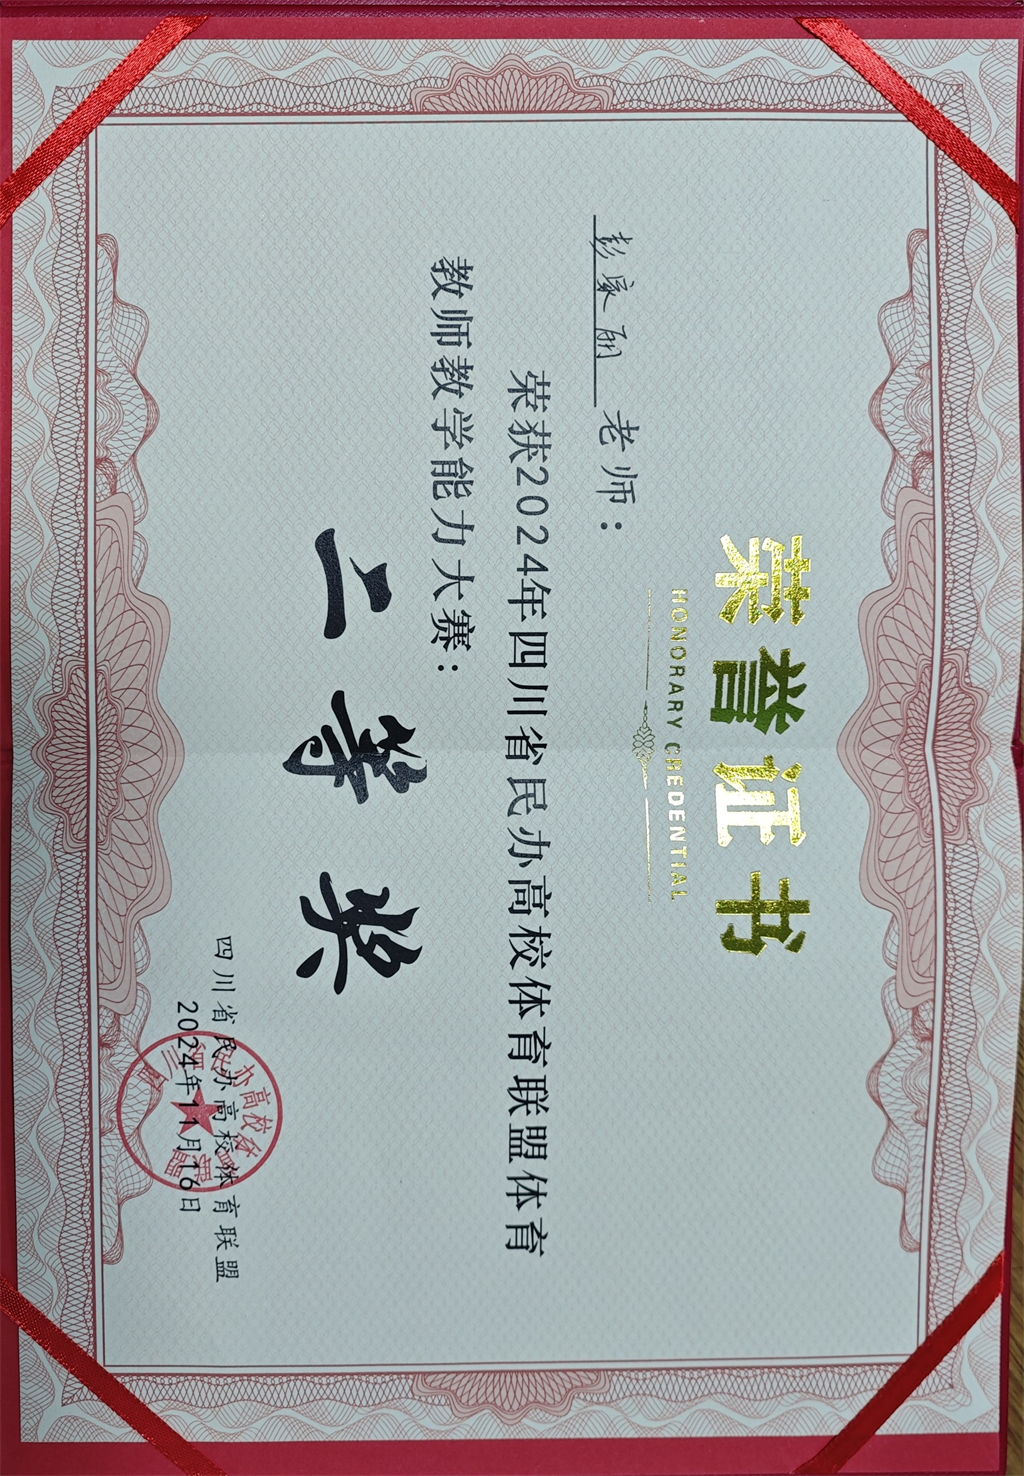 荣誉证书
HONORARY CREDENTIAL
彭家丽 老师：
荣获2024年四川省民办高校体育联盟体育
教师教学能力大赛：
二等奖
四川省民办高校体育联盟
2024年11月16日